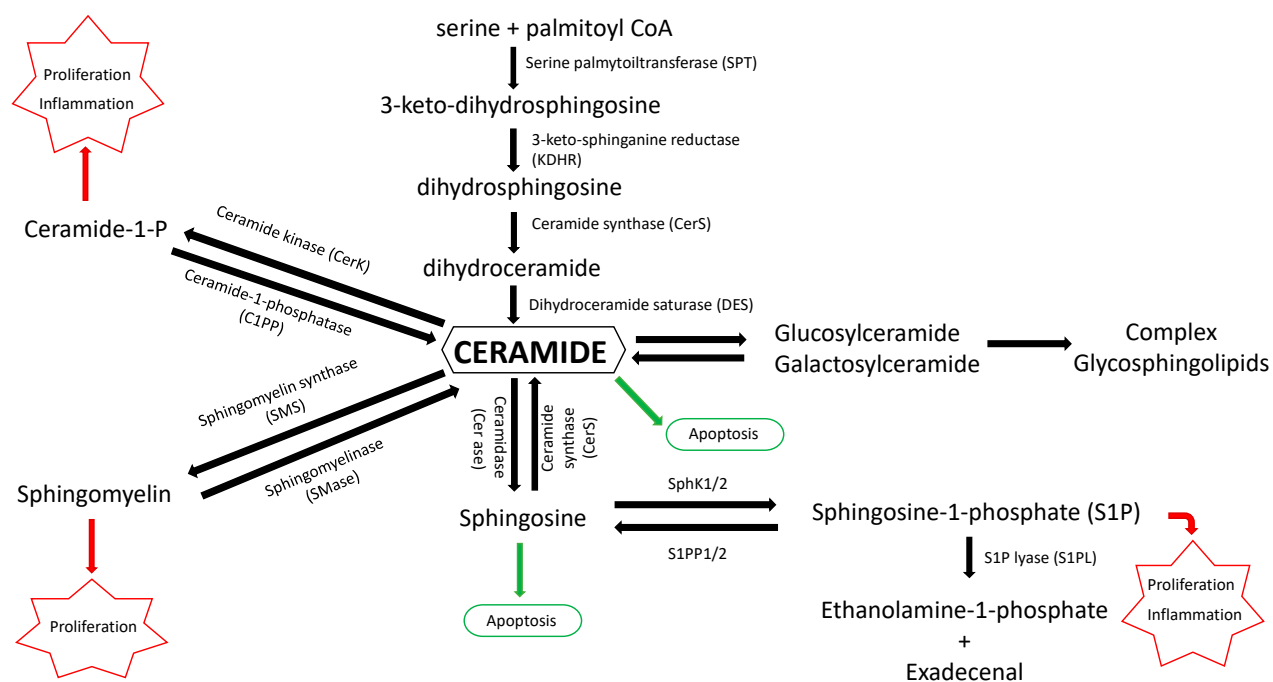 serine + palmitoyl CoA
Serine palmytoiltransferase (SPT)
3-keto-dihydrosphingosine
3-keto-sphinganine reductase
(KDHR)
dihydrosphingosine
Ceramide synthase (CerS)
dihydroceramide
Dihydroceramide saturase (DES)
CERAMIDE
Proliferation
Inflammation
Ceramide-1-P
Ceramide kinase (CerK)
Ceramide-1-phosphatase
(C1PP)
Glucosylceramide
Galactosylceramide
Complex
Glycosphingolipids
Apoptosis
Sphingomyelin synthase
(SMS)
Sphingomyelinase
(SMase)
Sphingomyelin
Proliferation
Ceramidase
(Cer ase)
Ceramide
synthase
(CerS)
Sphingosine
Apoptosis
SphK1/2
S1PP1/2
Sphingosine-1-phosphate (S1P)
S1P lyase (S1PL)
Proliferation
Inflammation
Ethanolamine-1-phosphate
+
Exadecenal